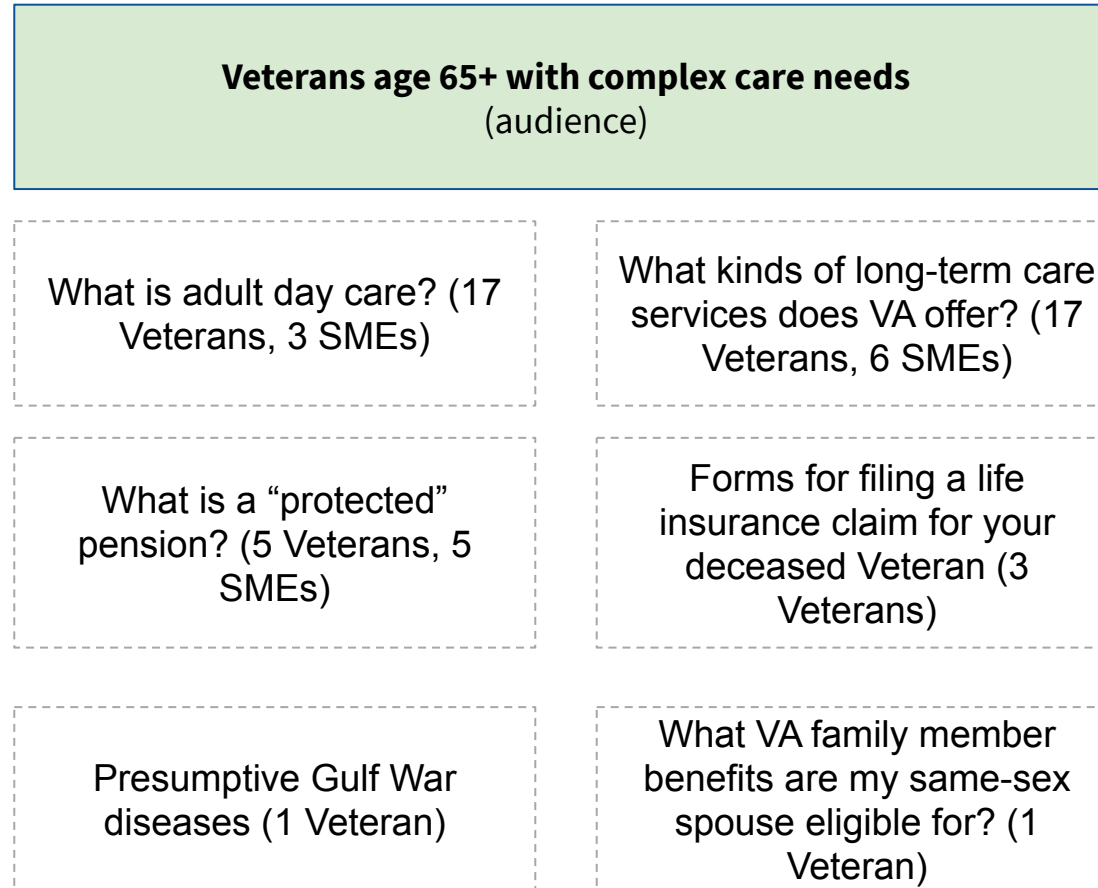 Veterans age 65+ with complex care needs
(audience)
What is adult day care? (17
Veterans, 3 SMEs)
What kinds of long-term care
services does VA offer? (17
Veterans, 6 SMEs)
What is a “protected”
pension? (5 Veterans, 5
SMEs)
Forms for filing a life
insurance claim for your
deceased Veteran (3
Veterans)
Presumptive Gulf War
diseases (1 Veteran)
What VA family member
benefits are my same-sex
spouse eligible for? (1
Veteran)